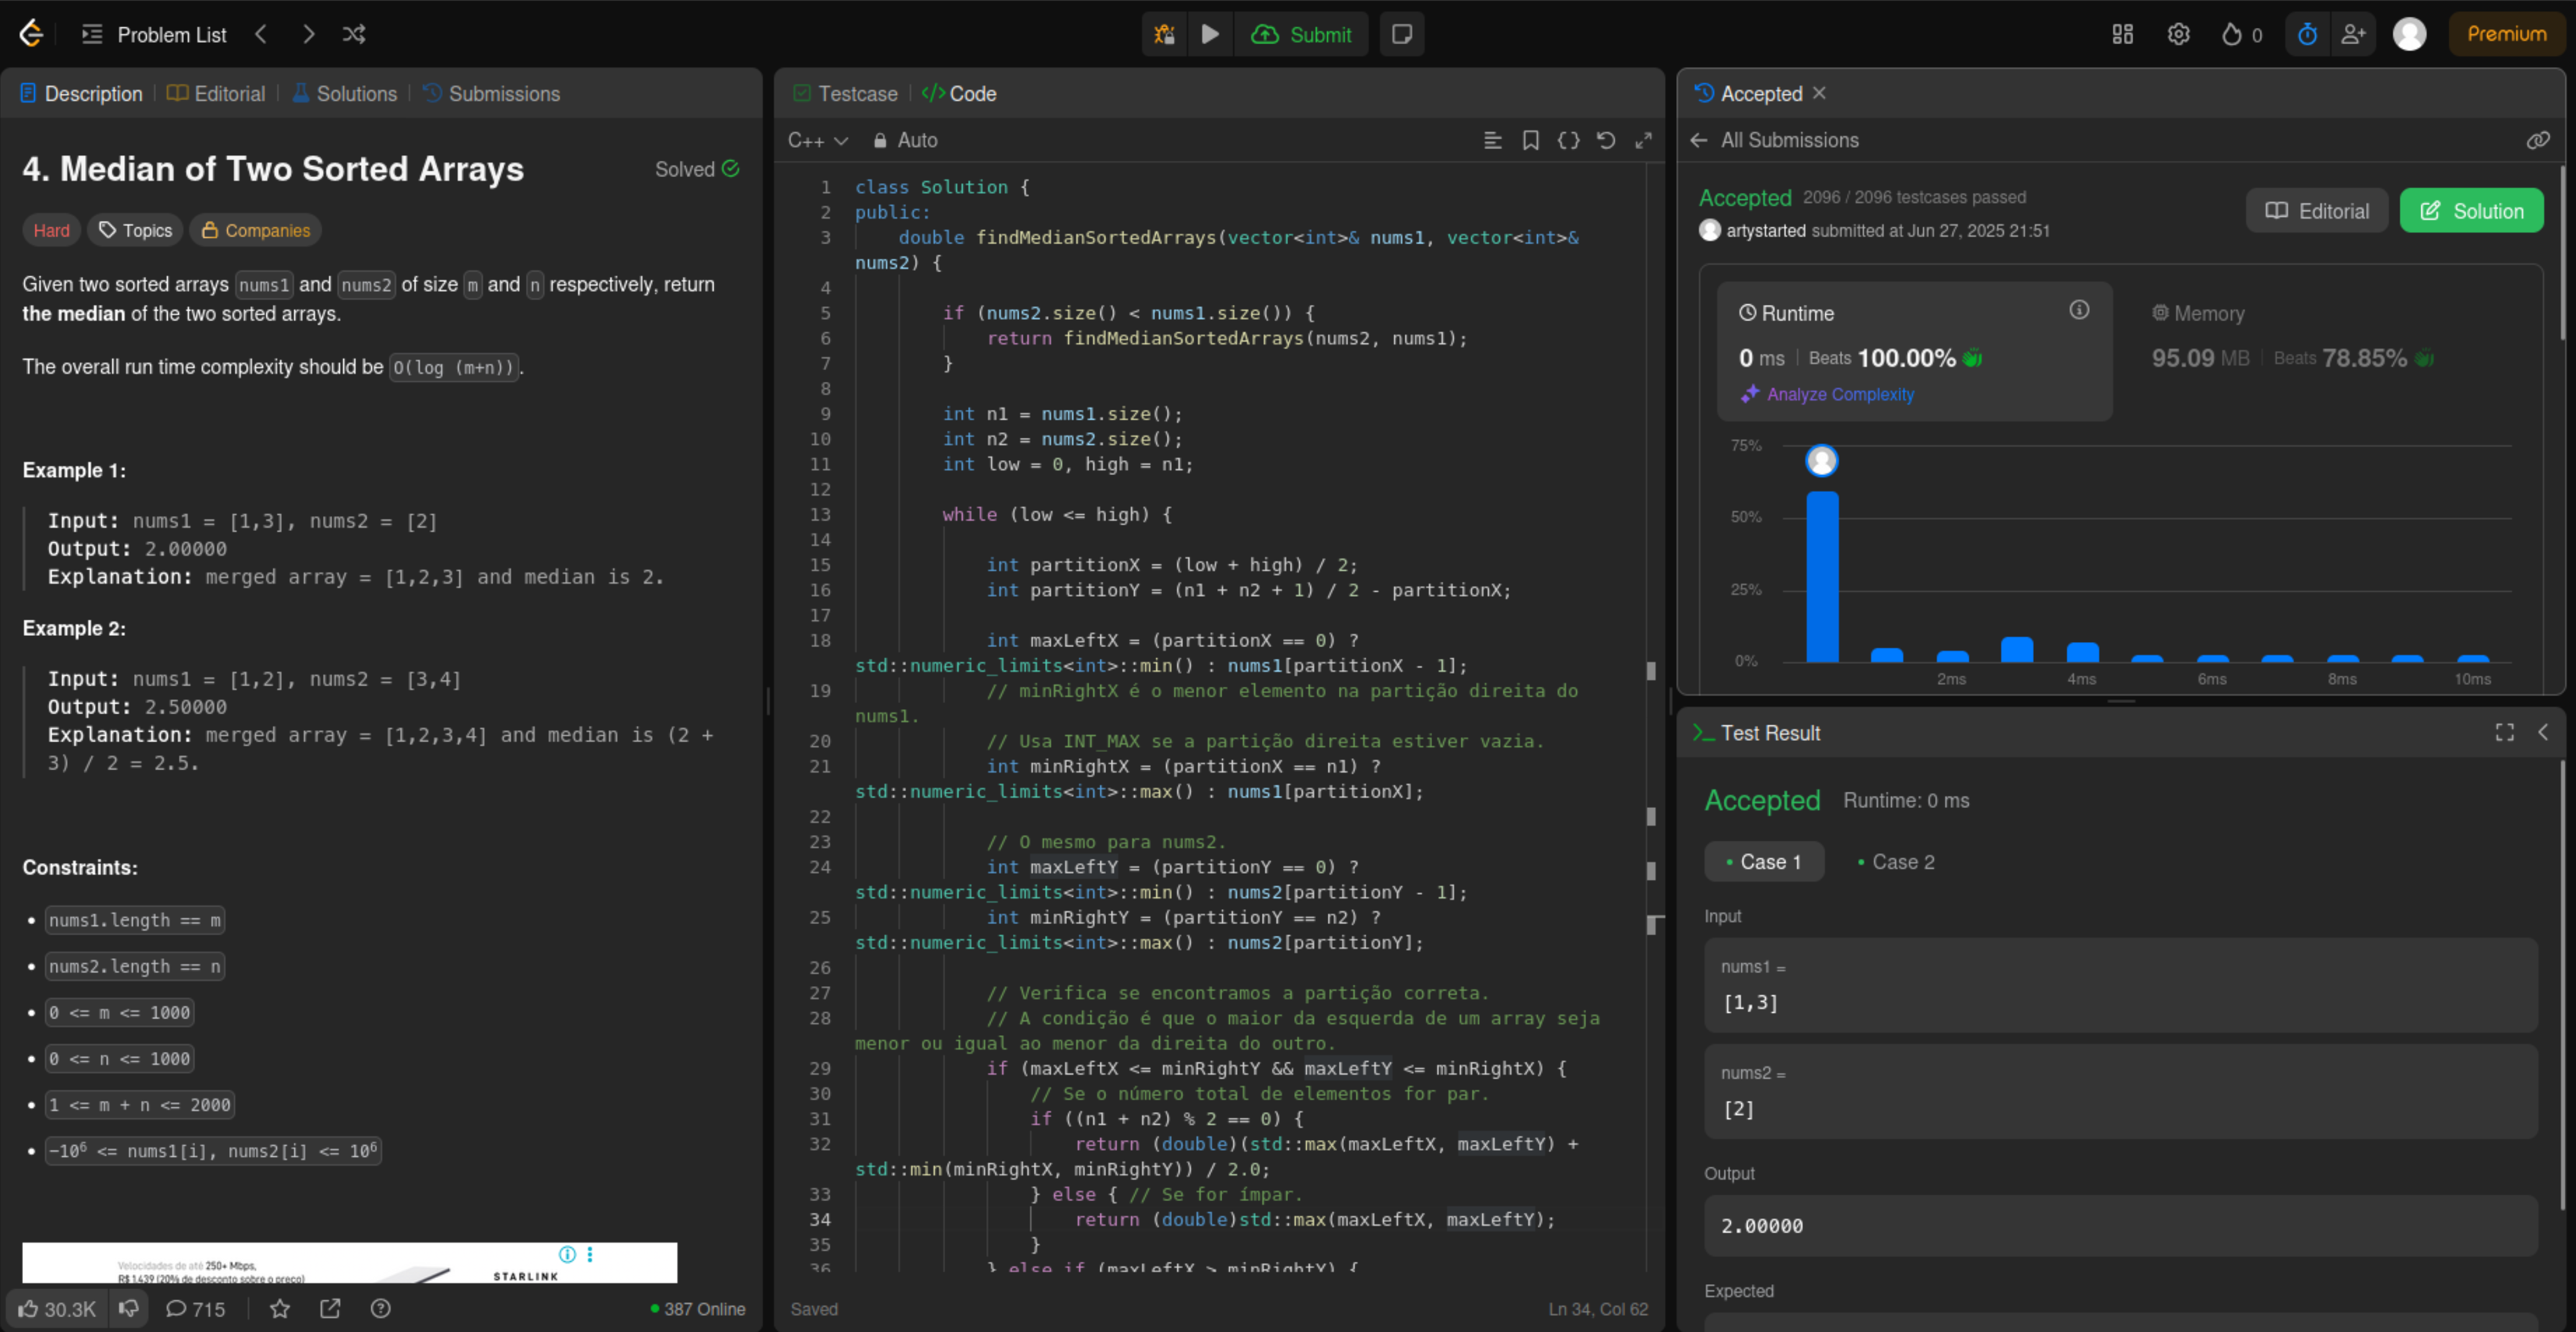 Problem List
Submit
0
Premium
Description
Editorial
Solutions
Submissions
4. Median of Two Sorted Arrays
Solved
Hard
Topics
Companies
Given two sorted arrays nums1 and nums2 of size m and n respectively, return
the median of the two sorted arrays.
The overall run time complexity should be O(log (m+n)).
Example 1:
Input: nums1 = [1,3], nums2 = [2]
Output: 2.00000
Explanation: merged array = [1,2,3] and median is 2.
Example 2:
Input: nums1 = [1,2], nums2 = [3,4]
Output: 2.50000
Explanation: merged array = [1,2,3,4] and median is (2 +
3) / 2 = 2.5.
Constraints:
• nums1.length == m
• nums2.length == n
• 0 <= m <= 1000
• 0 <= n <= 1000
• 1 <= m + n <= 2000
• -10⁶ <= nums1[i], nums2[i] <= 10⁶
Velocidades de até 250+ Mbps,
R$ 1.439 (20% de desconto sobre o preço)
STARLINK
30.3K
715
387 Online
Testcase
</> Code
C++
Auto
1 class Solution {
2 public:
3 double findMedianSortedArrays(vector<int>& nums1, vector<int>&
nums2) {
4
5 if (nums2.size() < nums1.size()) {
6 return findMedianSortedArrays(nums2, nums1);
7 }
8
9 int n1 = nums1.size();
10 int n2 = nums2.size();
11 int low = 0, high = n1;
12
13 while (low <= high) {
14
15 int partitionX = (low + high) / 2;
16 int partitionY = (n1 + n2 + 1) / 2 - partitionX;
17
18 int maxLeftX = (partitionX == 0) ?
std::numeric_limits<int>::min() : nums1[partitionX - 1];
19 // minRightX é o menor elemento na partição direita do
nums1.
20 // Usa INT_MAX se a partição direita estiver vazia.
21 int minRightX = (partitionX == n1) ?
std::numeric_limits<int>::max() : nums1[partitionX];
22
23 // O mesmo para nums2.
24 int maxLeftY = (partitionY == 0) ?
std::numeric_limits<int>::min() : nums2[partitionY - 1];
25 int minRightY = (partitionY == n2) ?
std::numeric_limits<int>::max() : nums2[partitionY];
26
27 // Verifica se encontramos a partição correta.
28 // A condição é que o maior da esquerda de um array seja
menor ou igual ao menor da direita do outro.
29 if (maxLeftX <= minRightY && maxLeftY <= minRightX) {
30 // Se o número total de elementos for par.
31 if ((n1 + n2) % 2 == 0) {
32 return (double)(std::max(maxLeftX, maxLeftY) +
std::min(minRightX, minRightY)) / 2.0;
33 } else { // Se for ímpar.
34 return (double)std::max(maxLeftX, maxLeftY);
35 }
36 } else if (maxLeftX > minRightY) {
Saved
Ln 34, Col 62
Accepted
All Submissions
Accepted 2096 / 2096 testcases passed
artystarted submitted at Jun 27, 2025 21:51
Editorial
Solution
Runtime
0 ms | Beats 100.00%
Analyze Complexity
Memory
95.09 MB | Beats 78.85%
75%
50%
25%
0%
2ms
4ms
6ms
8ms
10ms
Test Result
Accepted Runtime: 0 ms
• Case 1
• Case 2
Input
nums1 =
[1,3]
nums2 =
[2]
Output
2.00000
Expected